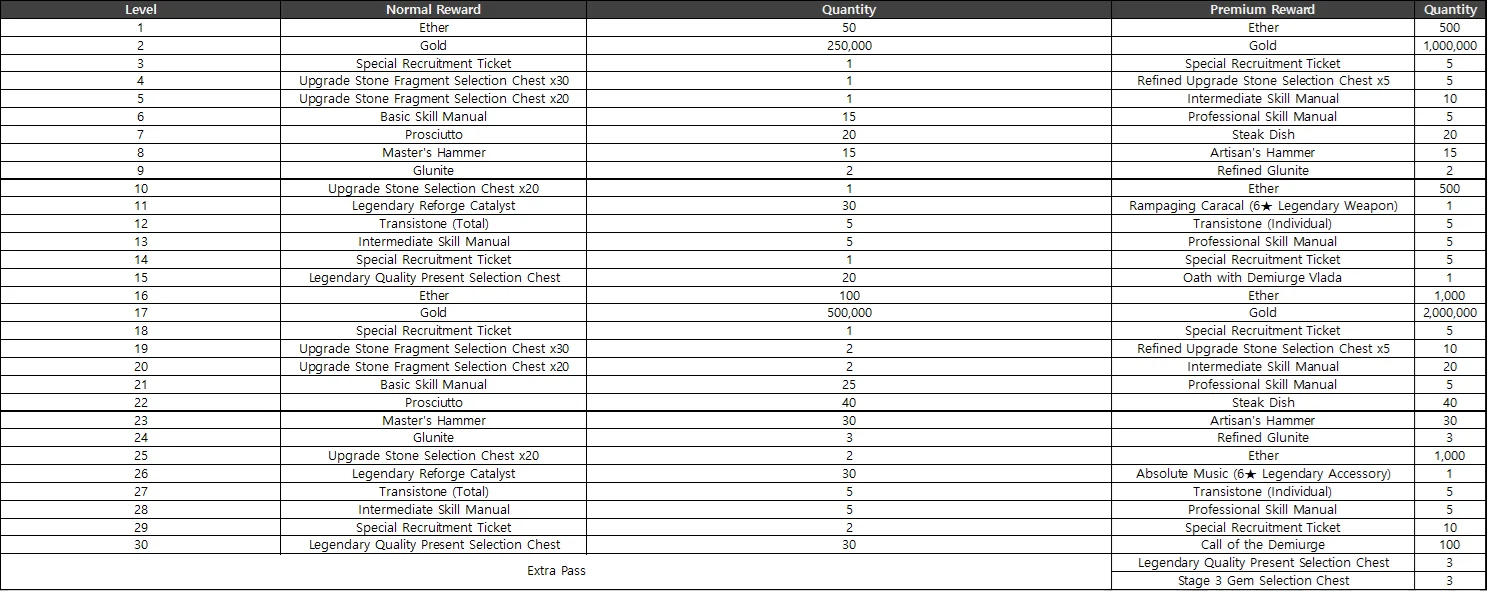 Level Normal Reward Quantity Premium Reward Quantity
1 Ether 50 Ether 500
2 Gold 250,000 Gold 1,000,000
3 Special Recruitment Ticket 1 Special Recruitment Ticket 5
4 Upgrade Stone Fragment Selection Chest x30 1 Refined Upgrade Stone Selection Chest x5 5
5 Upgrade Stone Fragment Selection Chest x20 1 Intermediate Skill Manual 10
6 Basic Skill Manual 15 Professional Skill Manual 5
7 Prosciutto 20 Steak Dish 20
8 Master's Hammer 15 Artisan's Hammer 15
9 Glunite 2 Refined Glunite 2
10 Upgrade Stone Selection Chest x20 1 Ether 500
11 Legendary Reforge Catalyst 30 Rampaging Caracal (6★ Legendary Weapon) 1
12 Transistone (Total) 5 Transistone (Individual) 5
13 Intermediate Skill Manual 5 Professional Skill Manual 5
14 Special Recruitment Ticket 1 Special Recruitment Ticket 5
15 Legendary Quality Present Selection Chest 20 Oath with Demiurge Vlada 1
16 Ether 100 Ether 1,000
17 Gold 500,000 Gold 2,000,000
18 Special Recruitment Ticket 1 Special Recruitment Ticket 5
19 Upgrade Stone Fragment Selection Chest x30 2 Refined Upgrade Stone Selection Chest x5 10
20 Upgrade Stone Fragment Selection Chest x20 2 Intermediate Skill Manual 20
21 Basic Skill Manual 25 Professional Skill Manual 5
22 Prosciutto 40 Steak Dish 40
23 Master's Hammer 30 Artisan's Hammer 30
24 Glunite 3 Refined Glunite 3
25 Upgrade Stone Selection Chest x20 2 Ether 1,000
26 Legendary Reforge Catalyst 30 Absolute Music (6★ Legendary Accessory) 1
27 Transistone (Total) 5 Transistone (Individual) 5
28 Intermediate Skill Manual 5 Professional Skill Manual 5
29 Special Recruitment Ticket 2 Special Recruitment Ticket 10
30 Legendary Quality Present Selection Chest 30 Call of the Demiurge 100
Extra Pass Legendary Quality Present Selection Chest 3
Stage 3 Gem Selection Chest 3